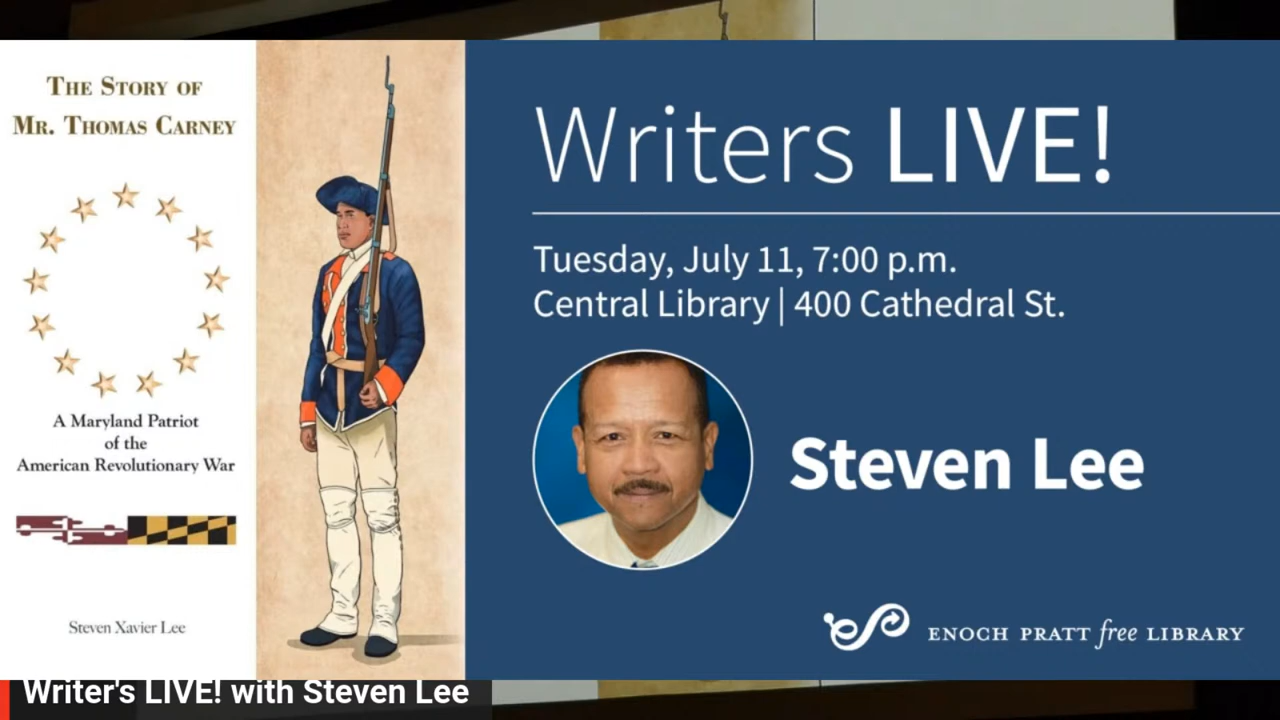 THE STORY OF
MR. THOMAS CARNEY
A Maryland Patriot
of the
American Revolutionary War
Steven Xavier Lee
Writers LIVE!
Tuesday, July 11, 7:00 p.m.
Central Library | 400 Cathedral St.
Steven Lee
ENOCH PRATT free LIBRARY
Writer's LIVE! with Steven Lee